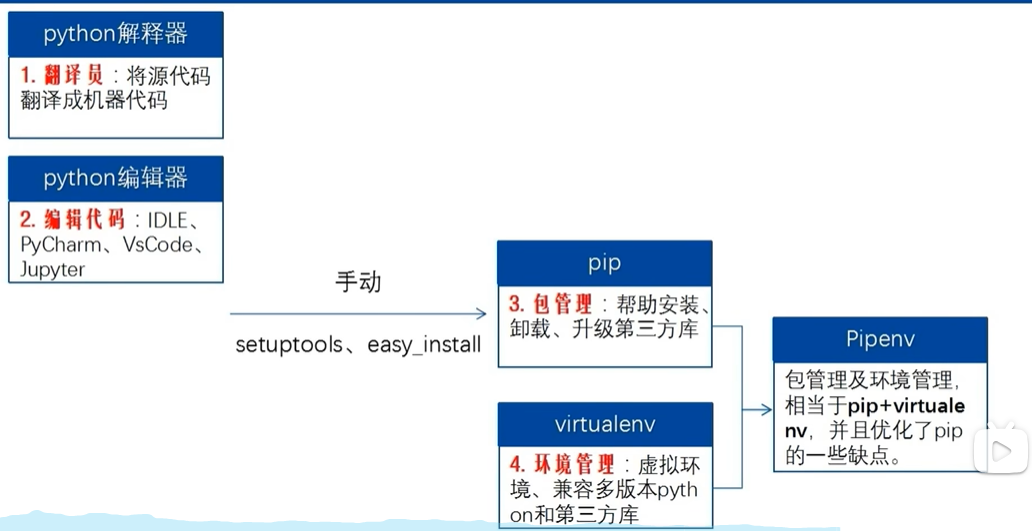 python解释器
1. 翻译员：将源代码
翻译成机器代码
python编辑器
2. 编辑代码：IDLE、
PyCharm、VsCode、
Jupyter
手动
setuptools、easy_install
pip
3. 包管理：帮助安装、
卸载、升级第三方库
virtualenv
4. 环境管理：虚拟环
境、兼容多版本pyth
on和第三方库
Pipenv
包管理及环境管理，
相当于pip+virtuale
nv，并且优化了pip
的一些缺点。